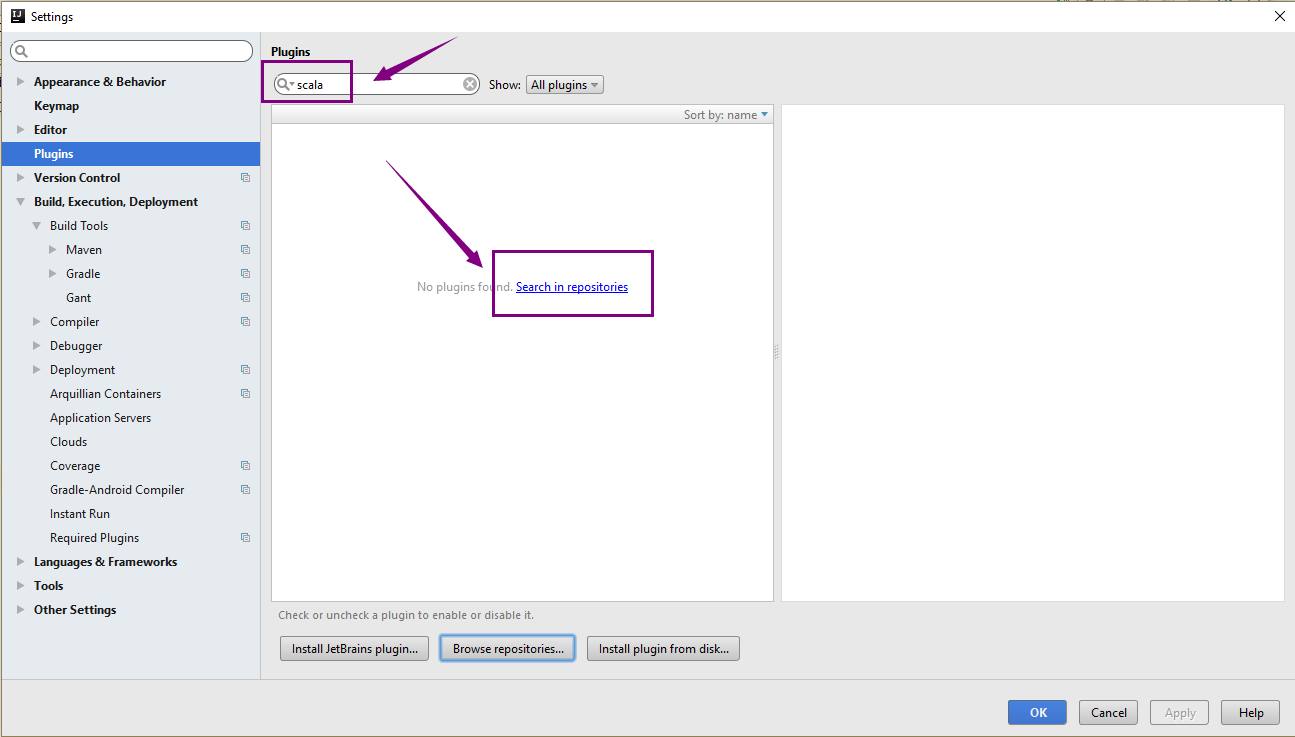 Settings
Plugins
scala
Show:
All plugins
Appearance & Behavior
Keymap
Editor
Plugins
Version Control
Build, Execution, Deployment
Build Tools
Maven
Gradle
Gant
Compiler
Debugger
Deployment
Arquillian Containers
Application Servers
Clouds
Coverage
Gradle-Android Compiler
Instant Run
Required Plugins
Languages & Frameworks
Tools
Other Settings
Sort by: name
No plugins found. Search in repositories
Check or uncheck a plugin to enable or disable it.
Install JetBrains plugin...
Browse repositories...
Install plugin from disk...
OK
Cancel
Apply
Help